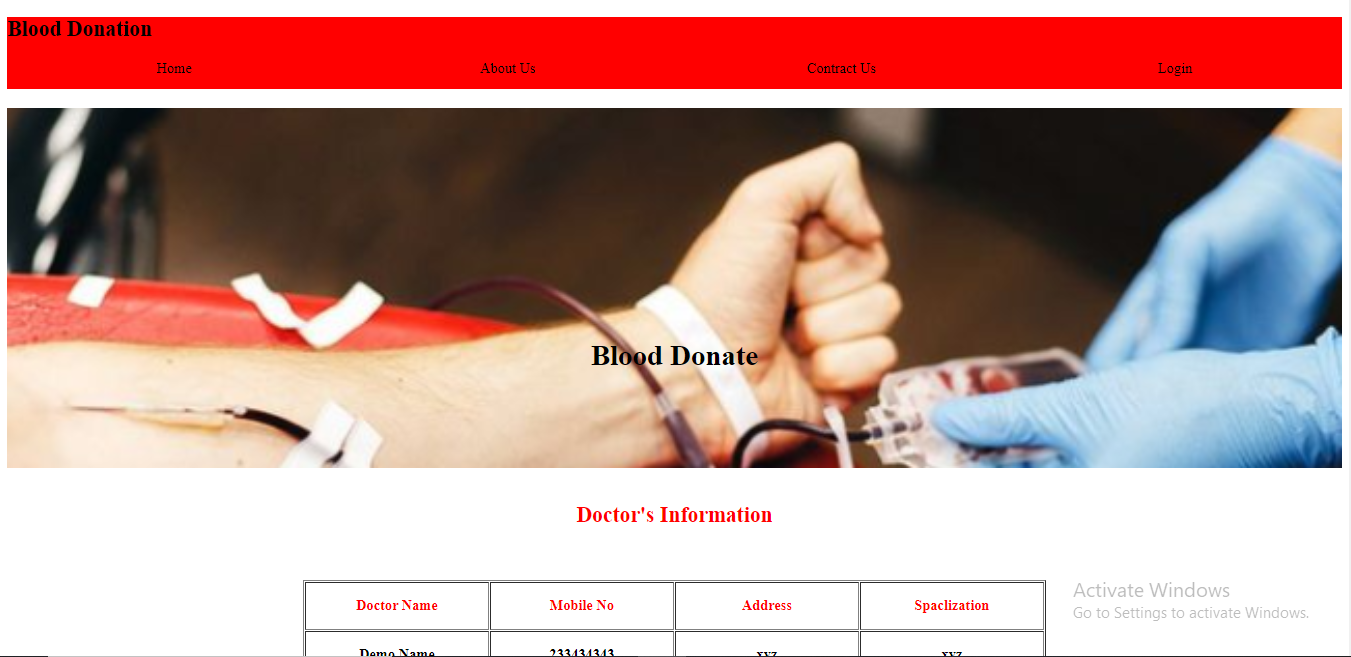 Blood Donation
Home About Us Contract Us Login
Blood Donate
Doctor's Information
Doctor Name Mobile No Address Spaclization
Demo Name 233434343 xyz xyz
Activate Windows
Go to Settings to activate Windows.